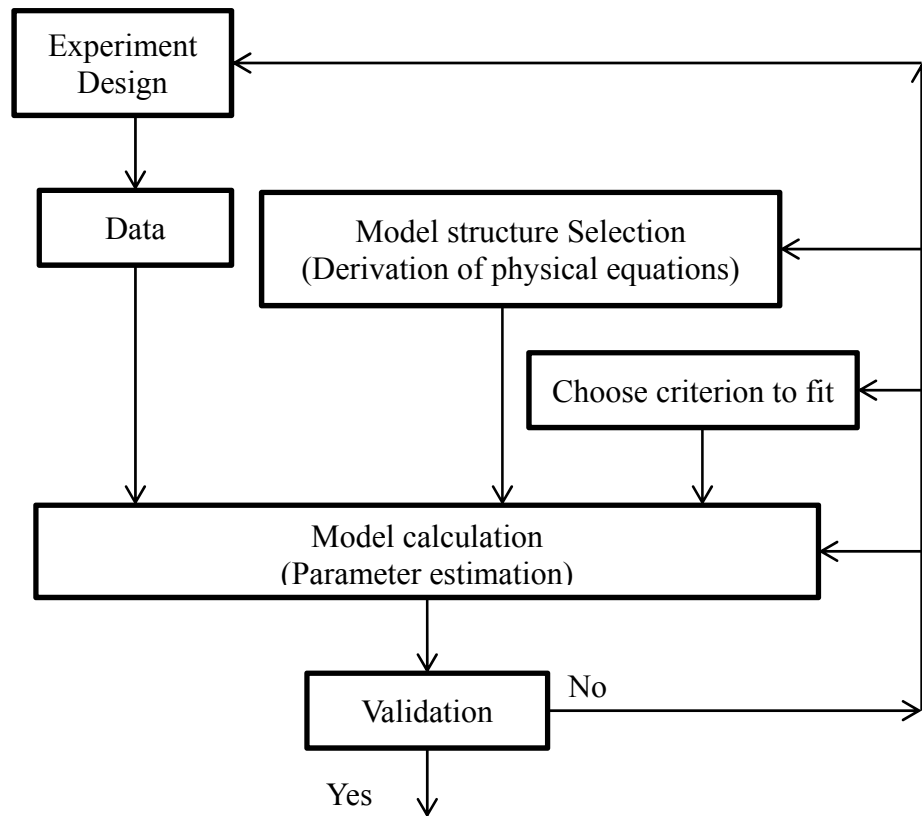 Experiment
Design
Data
Model structure Selection
(Derivation of physical equations)
Choose criterion to fit
Model calculation
(Parameter estimation)
Validation
No
Yes